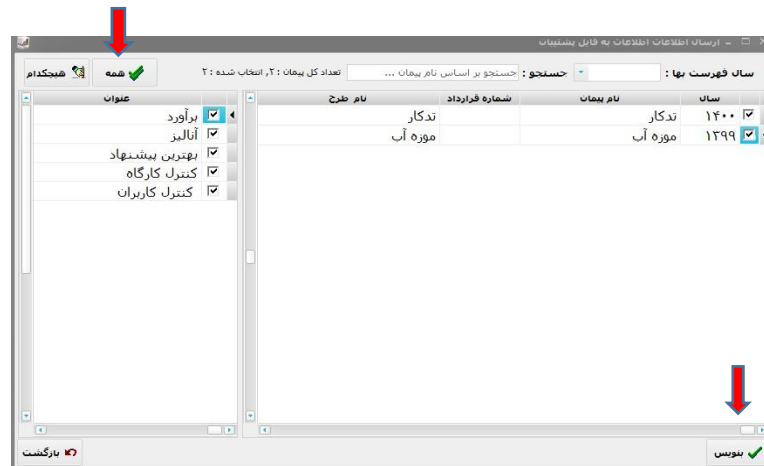 ارسال اطلاعات اطلاعات به فایل پشتیبان
سال فهرست بها : جستجو : جستجو بر اساس نام پیمان ... تعداد کل پیمان : ۲, انتخاب شده : ۲ همه هیچکدام
سال نام پیمان شماره قرارداد نام طرح
۱۴۰۰ تدکار تدکار
۱۳۹۹ موزه آب موزه آب
عنوان
برآورد
آنالیز
بهترین پیشنهاد
کنترل کارگاه
کنترل کاربران
بنویس بازگشت